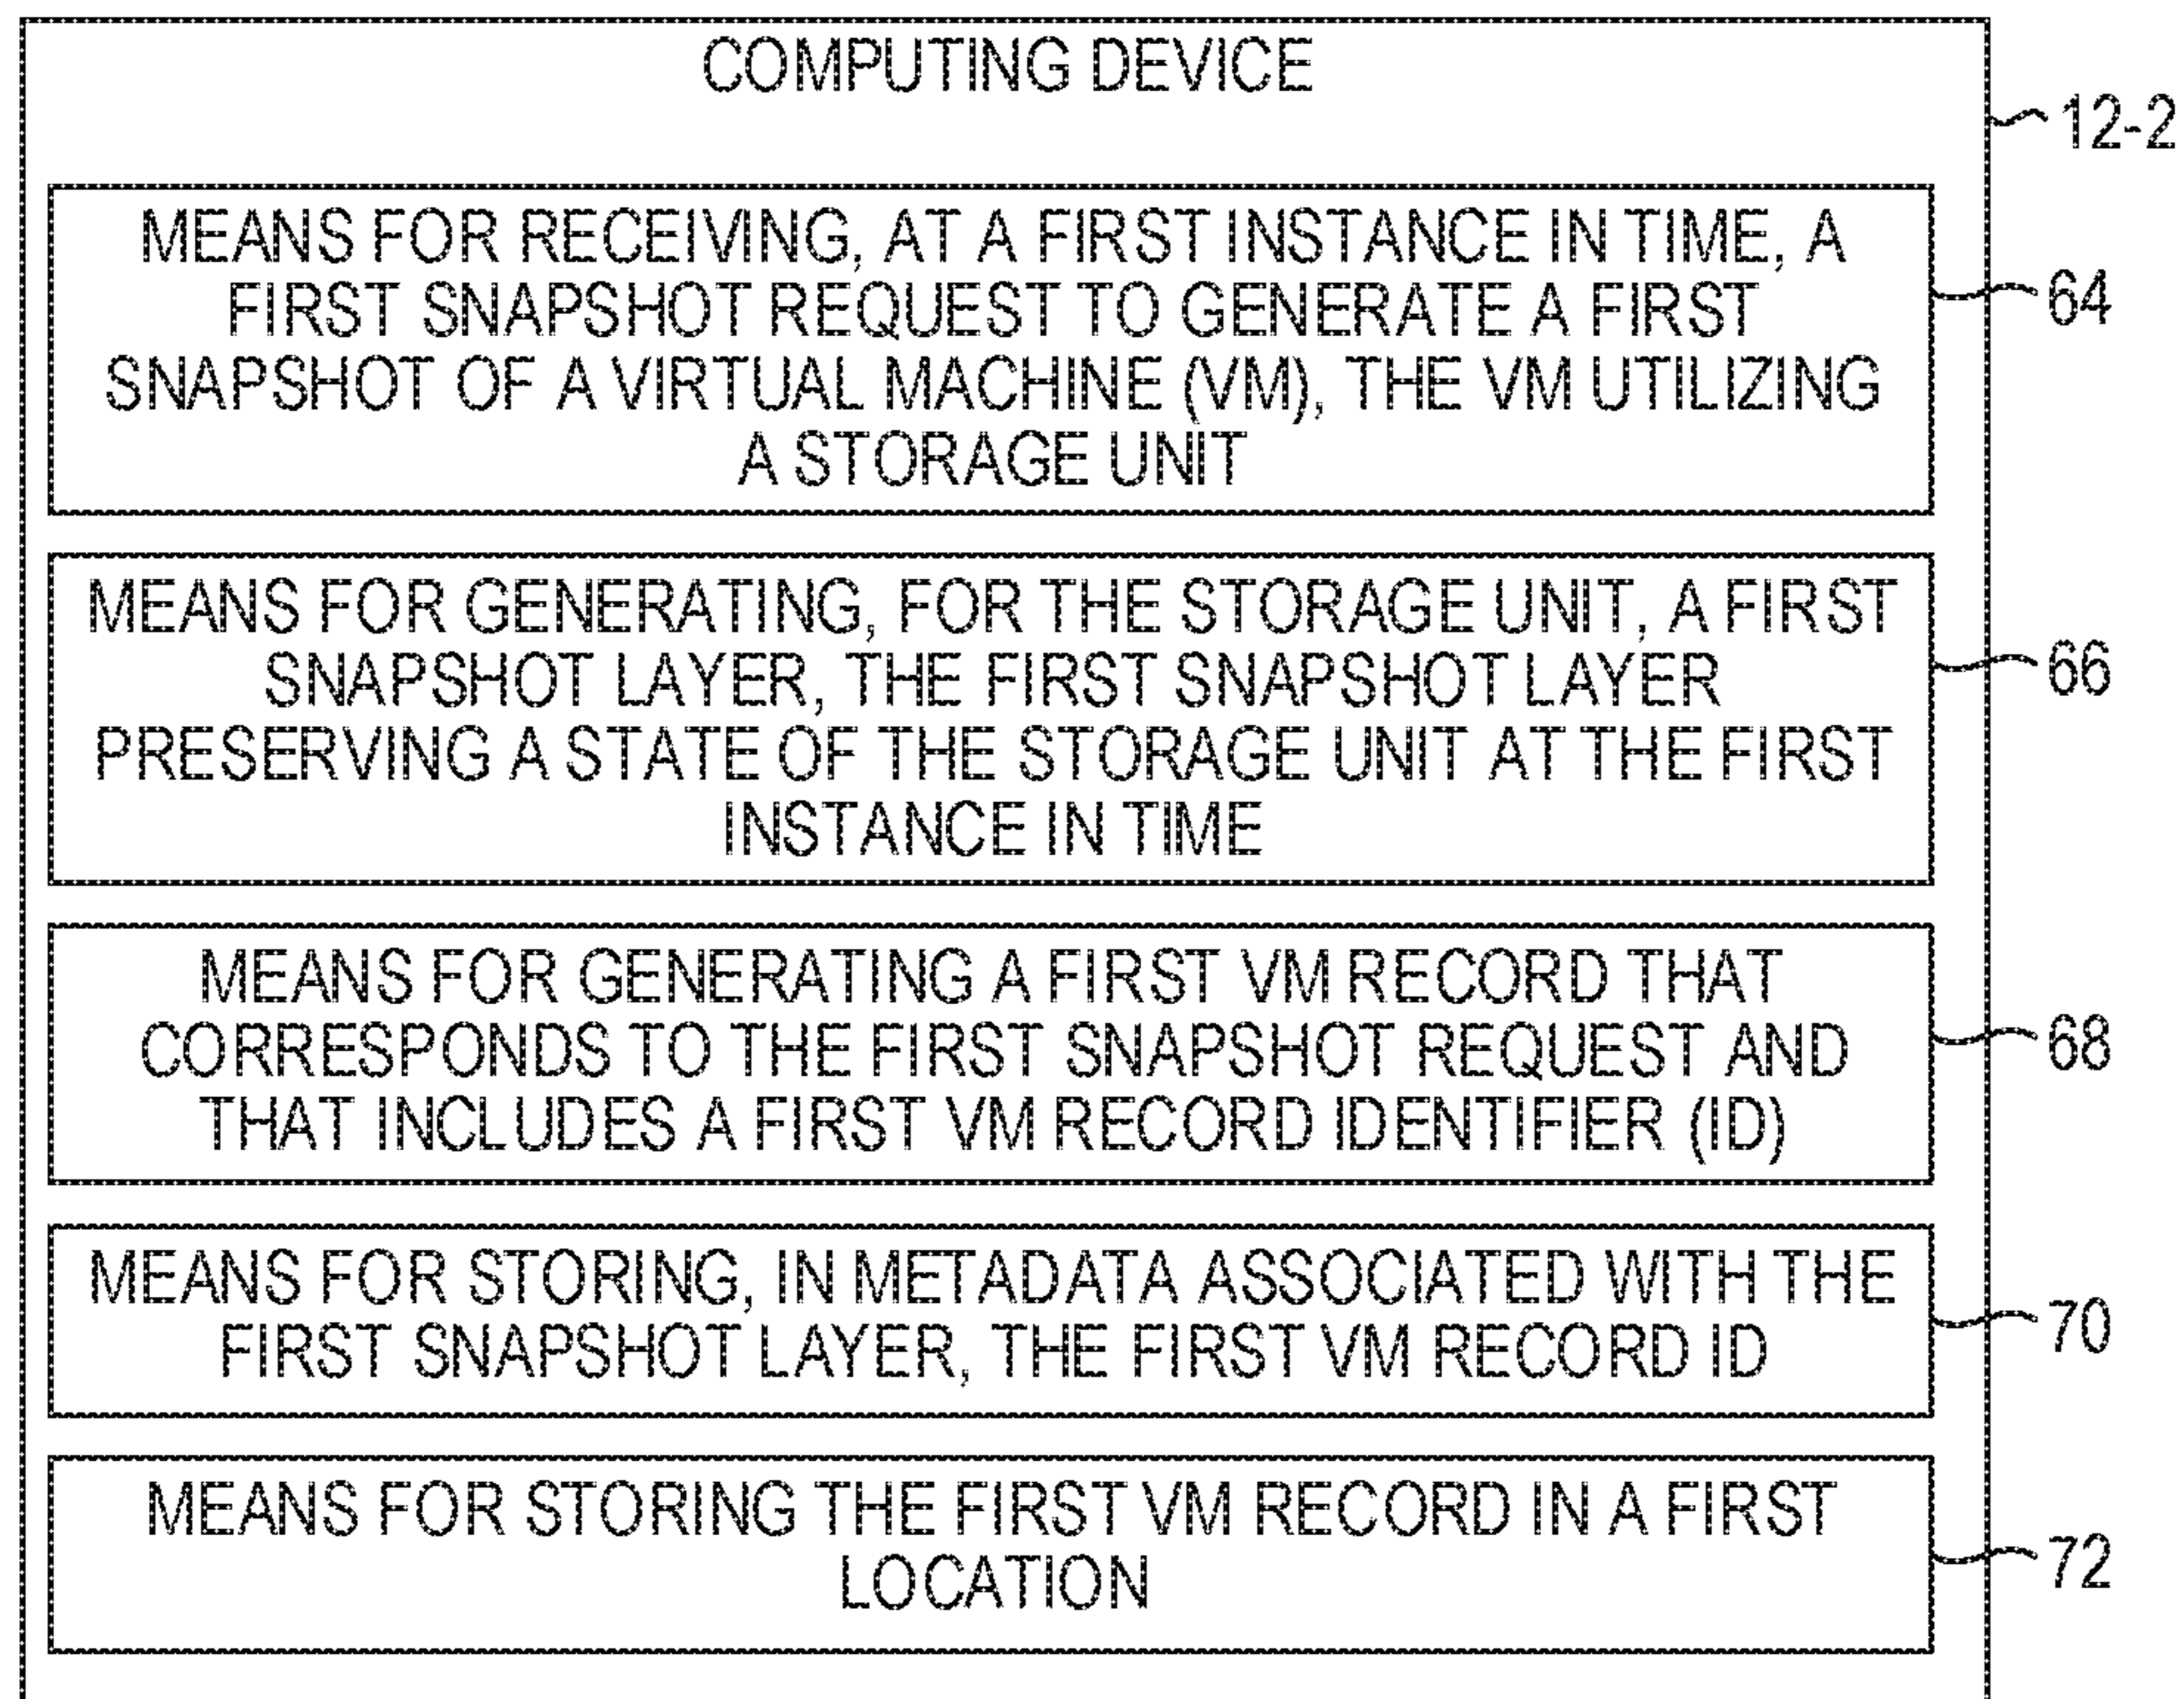 COMPUTING DEVICE
12-2
MEANS FOR RECEIVING, AT A FIRST INSTANCE IN TIME, A
FIRST SNAPSHOT REQUEST TO GENERATE A FIRST
SNAPSHOT OF A VIRTUAL MACHINE (VM), THE VM UTILIZING
A STORAGE UNIT
64
MEANS FOR GENERATING, FOR THE STORAGE UNIT, A FIRST
SNAPSHOT LAYER, THE FIRST SNAPSHOT LAYER
PRESERVING A STATE OF THE STORAGE UNIT AT THE FIRST
INSTANCE IN TIME
66
MEANS FOR GENERATING A FIRST VM RECORD THAT
CORRESPONDS TO THE FIRST SNAPSHOT REQUEST AND
THAT INCLUDES A FIRST VM RECORD IDENTIFIER (ID)
68
MEANS FOR STORING, IN METADATA ASSOCIATED WITH THE
FIRST SNAPSHOT LAYER, THE FIRST VM RECORD ID
70
MEANS FOR STORING THE FIRST VM RECORD IN A FIRST
LOCATION
72